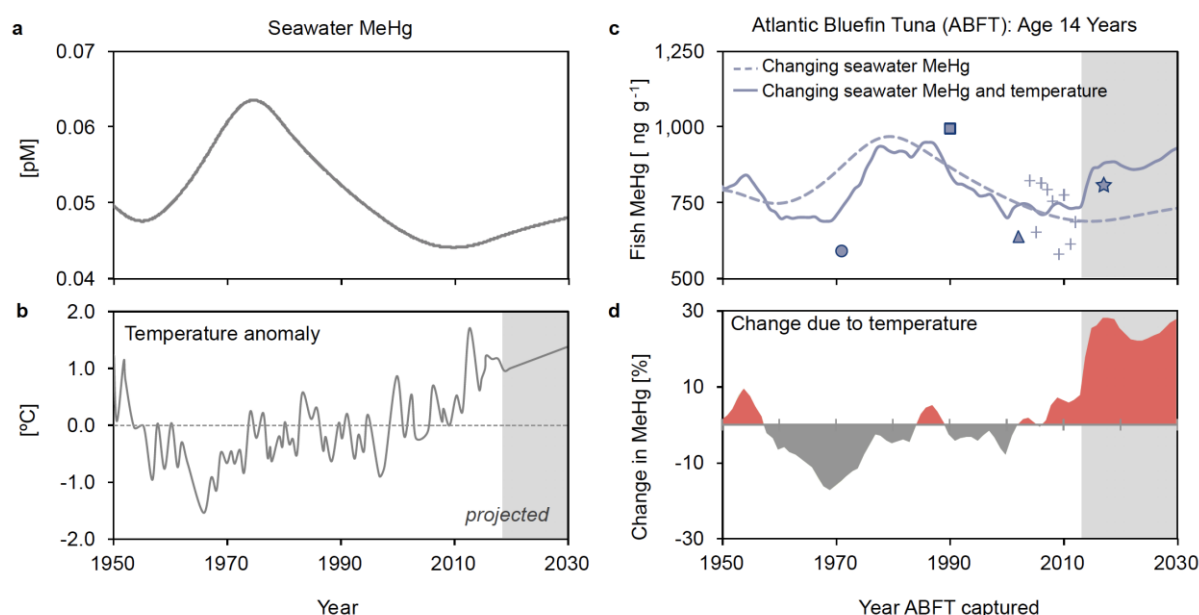 a
Seawater MeHg
0.07
0.06
0.05
0.04
[pM]
b
Temperature anomaly
2.0
1.0
0.0
-1.0
-2.0
[ºC]
projected
1950
1970
1990
2010
2030
Year
c
Atlantic Bluefin Tuna (ABFT): Age 14 Years
1,250
1,000
750
500
Fish MeHg [ ng g⁻¹]
Changing seawater MeHg
Changing seawater MeHg and temperature
d
Change due to temperature
30
10
-10
-30
Change in MeHg [%]
1950
1970
1990
2010
2030
Year ABFT captured